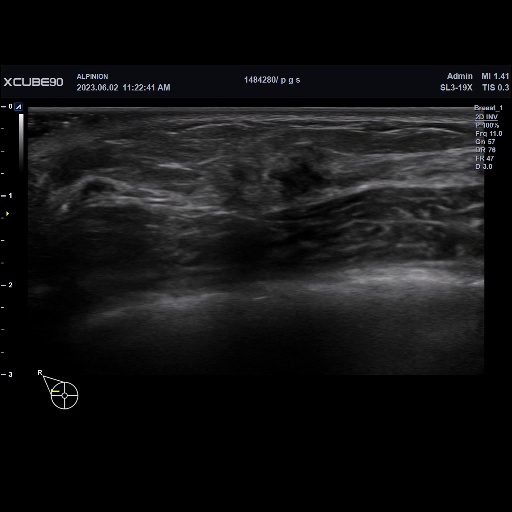 XCUBE90
ALPINION
2023.06.02 11:22:41 AM
1484280/ p g s
Admin MI 1.41
SL3-19X TIS 0.3
Breast_1
2D INV
P 100%
Frq 11.0
Gn 57
DR 76
FR 47
D 3.0
0
1
2
3
R